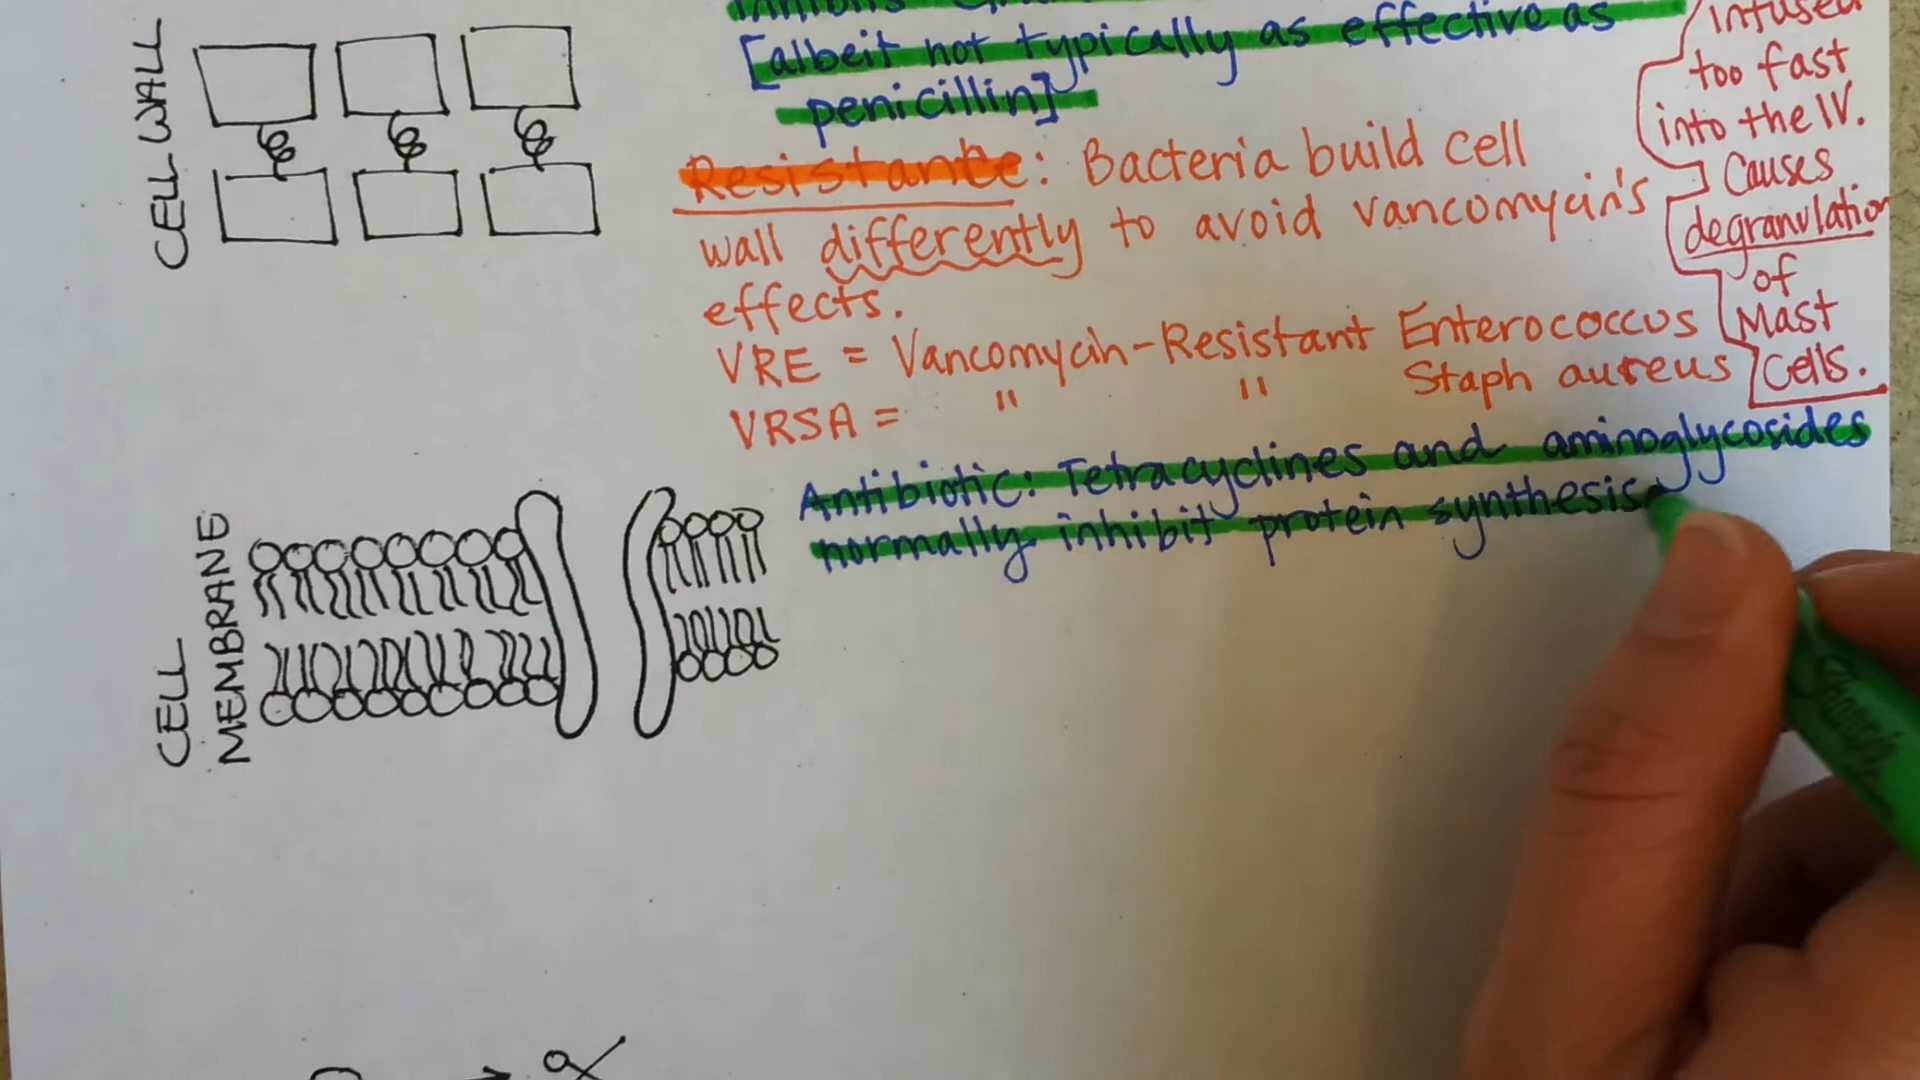 CELL WALL
[albeit not typically as effective as
penicillin]
Resistance: Bacteria build cell
wall differently to avoid vancomycin's
effects.
VRE = Vancomycin-Resistant Enterococcus
VRSA = " " Staph aureus
infused
too fast
into the IV.
Causes
degranulation
of
Mast
Cells.
CELL
MEMBRANE
Antibiotic: Tetracyclines and aminoglycosides
normally inhibit protein synthesis
Sharpie